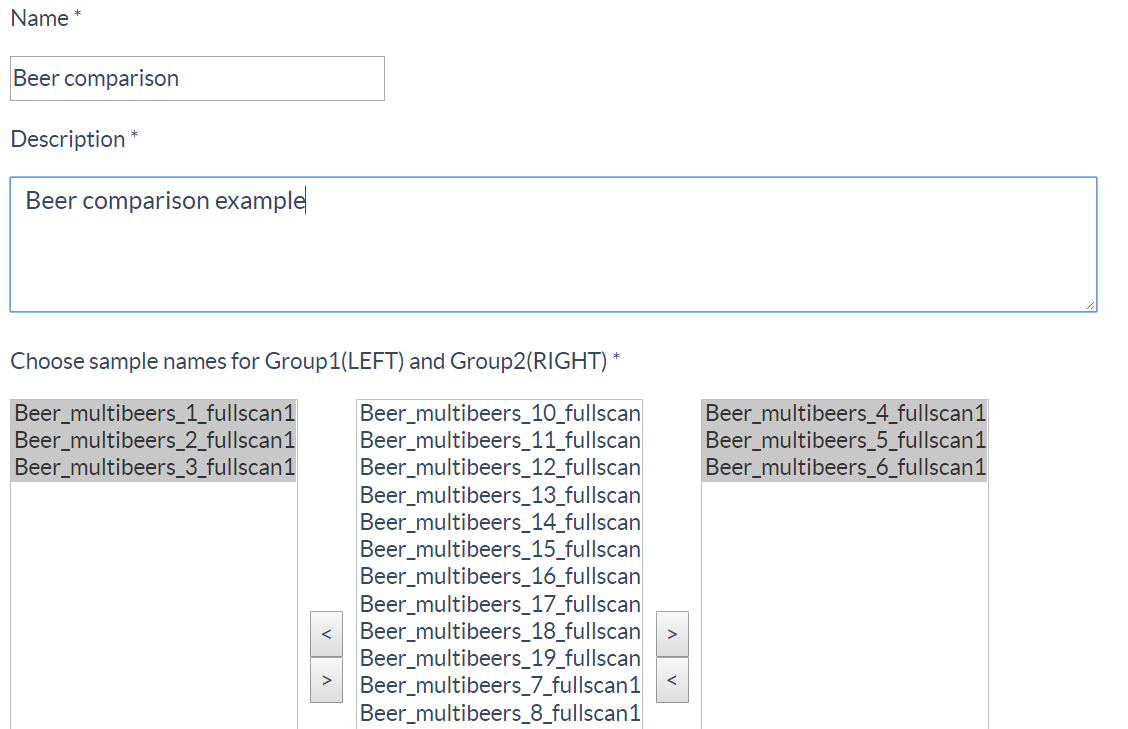 Name *
Beer comparison
Description *
Beer comparison example
Choose sample names for Group1(LEFT) and Group2(RIGHT) *
Beer_multibeers_1_fullscan1
Beer_multibeers_2_fullscan1
Beer_multibeers_3_fullscan1
<
>
Beer_multibeers_10_fullscan
Beer_multibeers_11_fullscan
Beer_multibeers_12_fullscan
Beer_multibeers_13_fullscan
Beer_multibeers_14_fullscan
Beer_multibeers_15_fullscan
Beer_multibeers_16_fullscan
Beer_multibeers_17_fullscan
Beer_multibeers_18_fullscan
Beer_multibeers_19_fullscan
Beer_multibeers_7_fullscan1
Beer_multibeers_8_fullscan1
>
<
Beer_multibeers_4_fullscan1
Beer_multibeers_5_fullscan1
Beer_multibeers_6_fullscan1